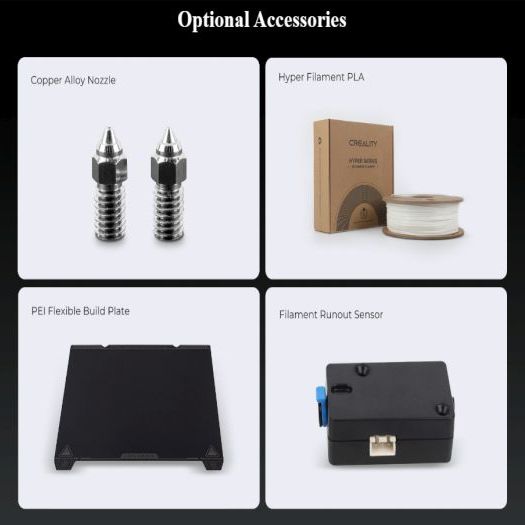 Optional Accessories
Copper Alloy Nozzle
Hyper Filament PLA
CREALITY
HYPER SERIES
PEI Flexible Build Plate
Filament Runout Sensor